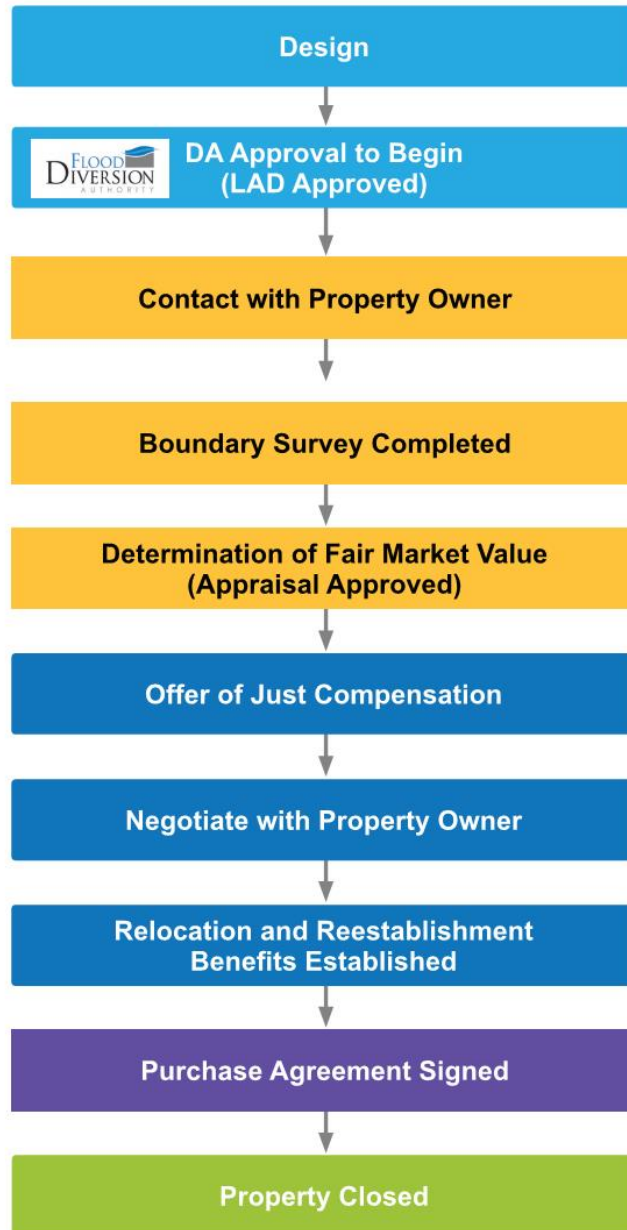 Design
FLOOD
DIVERSION
AUTHORITY
DA Approval to Begin
(LAD Approved)
Contact with Property Owner
Boundary Survey Completed
Determination of Fair Market Value
(Appraisal Approved)
Offer of Just Compensation
Negotiate with Property Owner
Relocation and Reestablishment
Benefits Established
Purchase Agreement Signed
Property Closed